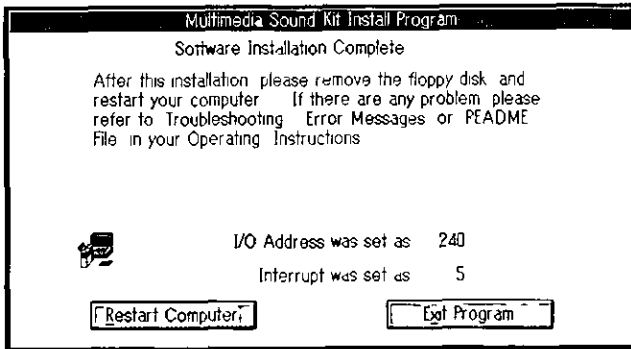 Multimedia Sound Kit Install Program
Software Installation Complete
After this installation please remove the floppy disk and
restart your computer If there are any problem please
refer to Troubleshooting Error Messages or README
File in your Operating Instructions
I/O Address was set as 240
Interrupt was set as 5
Restart Computer
Exit Program